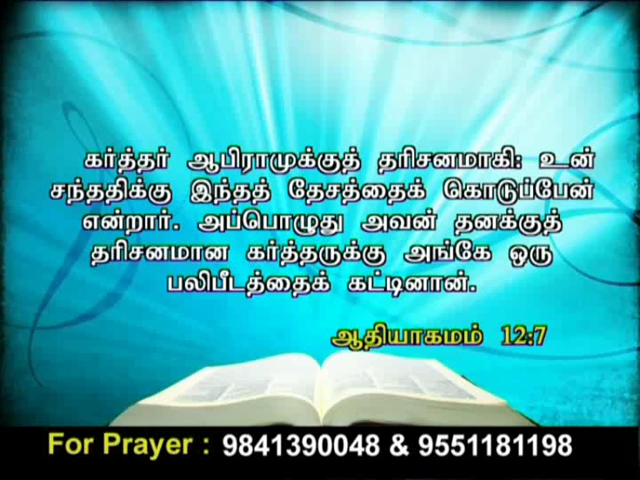 கர்த்தர் ஆபிராமுக்குத் தரிசனமாகி: உன்
சந்ததிக்கு இந்தத் தேசத்தைக் கொடுப்பேன்
என்றார். அப்பொழுது அவன் தனக்குத்
தரிசனமான கர்த்தருக்கு அங்கே ஒரு
பலிபீடத்தைக் கட்டினான்.
ஆதியாகமம் 12:7
For Prayer : 9841390048 & 9551181198